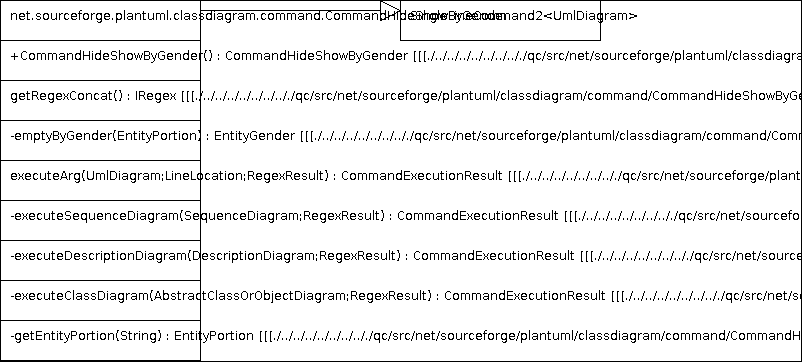 net.sourceforge.plantuml.classdiagram.command.CommandHideShowByGender
SingleLineCommand2<UmlDiagram>
+CommandHideShowByGender() : CommandHideShowByGender [[[./../../../../../../../../qc/src/net/sourceforge/plantuml/classdiagra
getRegexConcat() : IRegex [[[./../../../../../../../../qc/src/net/sourceforge/plantuml/classdiagram/command/CommandHideShowByGe
-emptyByGender(EntityPortion) : EntityGender [[[./../../../../../../../../qc/src/net/sourceforge/plantuml/classdiagram/command/Com
executeArg(UmlDiagram;LineLocation;RegexResult) : CommandExecutionResult [[[./../../../../../../../../qc/src/net/sourceforge/plant
-executeSequenceDiagram(SequenceDiagram;RegexResult) : CommandExecutionResult [[[./../../../../../../../../qc/src/net/sourcefo
-executeDescriptionDiagram(DescriptionDiagram;RegexResult) : CommandExecutionResult [[[./../../../../../../../../qc/src/net/source
-executeClassDiagram(AbstractClassOrObjectDiagram;RegexResult) : CommandExecutionResult [[[./../../../../../../../../qc/src/net/s
-getEntityPortion(String) : EntityPortion [[[./../../../../../../../../qc/src/net/sourceforge/plantuml/classdiagram/command/CommandH